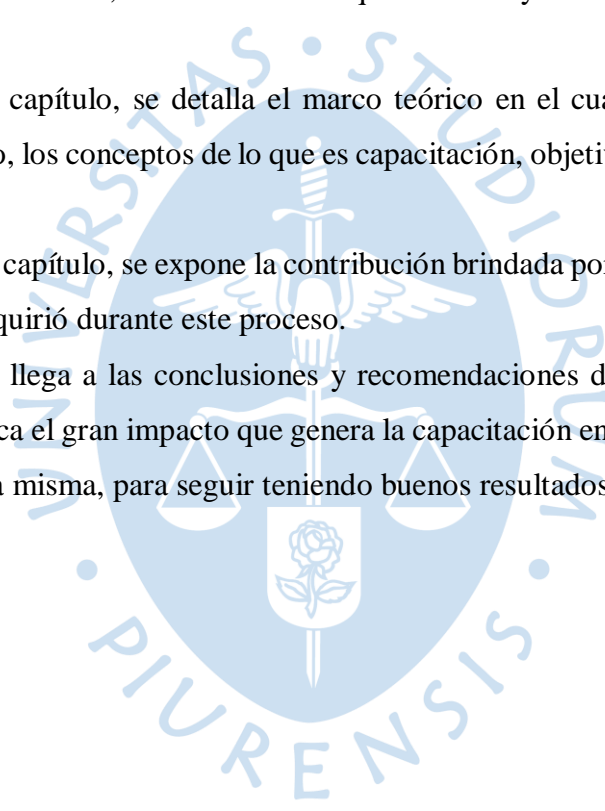 capítulo, se detalla el marco teórico en el cua
o, los conceptos de lo que es capacitación, objeti
capítulo, se expone la contribución brindada por
quirió durante este proceso.
llega a las conclusiones y recomendaciones d
ca el gran impacto que genera la capacitación en
a misma, para seguir teniendo buenos resultados
UNIVERSITAS • STUDIORUM • PIURENSIS